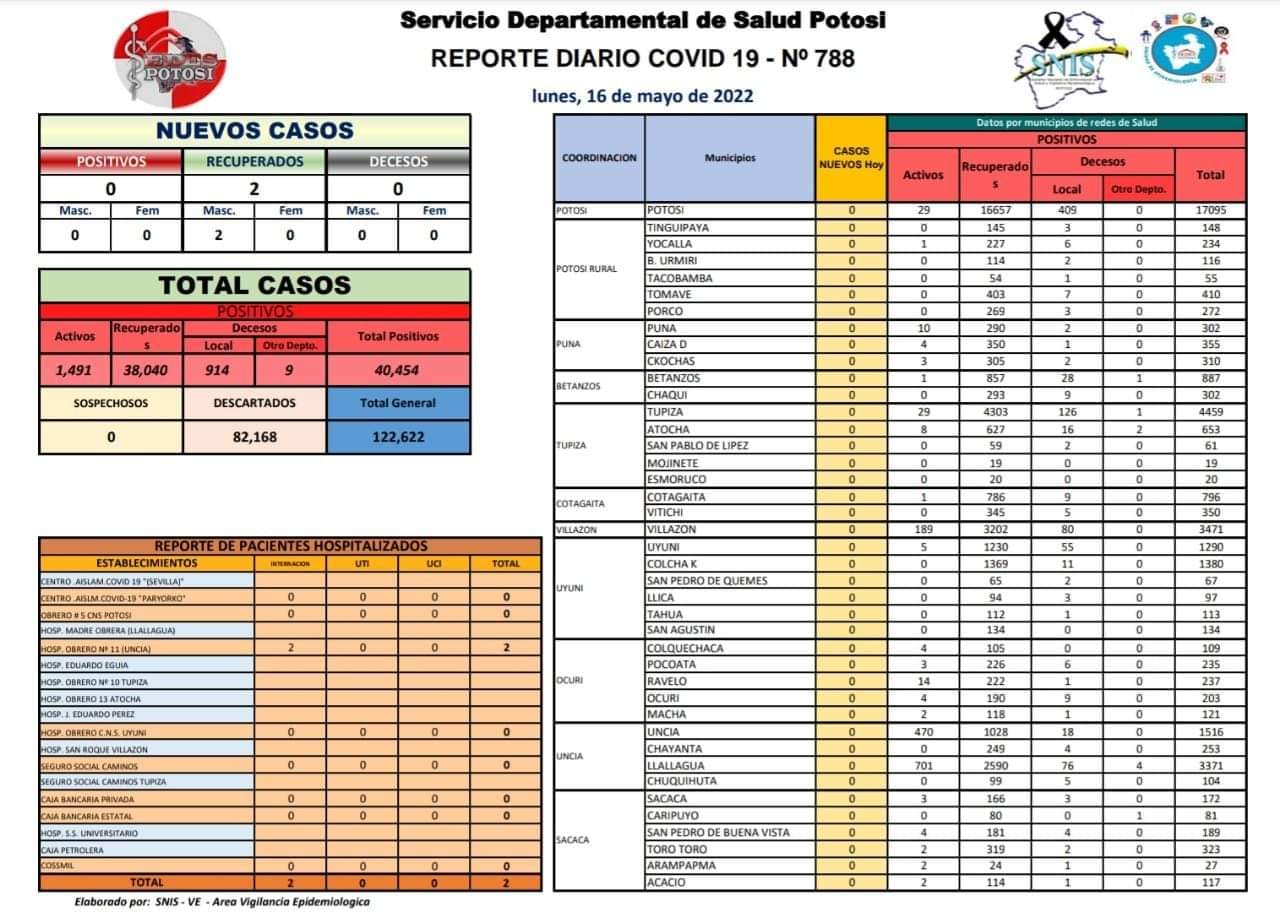 Servicio Departamental de Salud Potosi
REPORTE DIARIO COVID 19 - Nº 788
lunes, 16 de mayo de 2022
SEDES
POTOSI
SNIS
NUEVOS CASOS
POSITIVOS RECUPERADOS DECESOS
0 2 0
Masc. Fem Masc. Fem Masc. Fem
0 0 2 0 0 0
TOTAL CASOS
POSITIVOS
Activos Recuperados Decesos Total Positivos
Local Otro Depto.
1,491 38,040 914 9 40,454
SOSPECHOSOS DESCARTADOS Total General
0 82,168 122,622
REPORTE DE PACIENTES HOSPITALIZADOS
ESTABLECIMIENTOS INTERNACION UTI UCI TOTAL
CENTRO .AISLAM.COVID 19 "(SEVILLA)"
CENTRO .AISLM.COVID-19 "PARYORKO" 0 0 0 0
OBRERO # 5 CNS POTOSI 0 0 0 0
HOSP. MADRE OBRERA (LLALLAGUA)
HOSP. OBRERO Nº 11 (UNCIA) 2 0 0 2
HOSP. EDUARDO EGUIA
HOSP. OBRERO Nº 10 TUPIZA
HOSP. OBRERO 13 ATOCHA
HOSP. J. EDUARDO PEREZ
HOSP. OBRERO C.N.S. UYUNI 0 0 0 0
HOSP. SAN ROQUE VILLAZON
SEGURO SOCIAL CAMINOS 0 0 0 0
SEGURO SOCIAL CAMINOS TUPIZA
CAJA BANCARIA PRIVADA 0 0 0 0
CAJA BANCARIA ESTATAL 0 0 0 0
HOSP. S.S. UNIVERSITARIO
CAJA PETROLERA
COSSMIL 0 0 0 0
TOTAL 2 0 0 2
Elaborado por: SNIS - VE - Area Vigilancia Epidemiologica
Datos por municipios de redes de Salud
COORDINACION Municipios CASOS NUEVOS Hoy POSITIVOS
Activos Recuperados Decesos Total
Local Otro Depto.
POTOSI POTOSI 0 29 16657 409 0 17095
POTOSI RURAL
TINGUIPAYA 0 0 145 3 0 148
YOCALLA 0 1 227 6 0 234
B. URMIRI 0 0 114 2 0 116
TACOBAMBA 0 0 54 1 0 55
TOMAVE 0 0 403 7 0 410
PORCO 0 0 269 3 0 272
PUNA
PUNA 0 10 290 2 0 302
CAIZA D 0 4 350 1 0 355
CKOCHAS 0 3 305 2 0 310
BETANZOS
BETANZOS 0 1 857 28 1 887
CHAQUI 0 0 293 9 0 302
TUPIZA
TUPIZA 0 29 4303 126 1 4459
ATOCHA 0 8 627 16 2 653
SAN PABLO DE LIPEZ 0 0 59 2 0 61
MOJINETE 0 0 19 0 0 19
ESMORUCO 0 0 20 0 0 20
COTAGAITA
COTAGAITA 0 1 786 9 0 796
VITICHI 0 0 345 5 0 350
VILLAZON VILLAZON 0 189 3202 80 0 3471
UYUNI
UYUNI 0 5 1230 55 0 1290
COLCHA K 0 0 1369 11 0 1380
SAN PEDRO DE QUEMES 0 0 65 2 0 67
LLICA 0 0 94 3 0 97
TAHUA 0 0 112 1 0 113
SAN AGUSTIN 0 0 134 0 0 134
OCURI
COLQUECHACA 0 4 105 0 0 109
POCOATA 0 3 226 6 0 235
RAVELO 0 14 222 1 0 237
OCURI 0 4 190 9 0 203
MACHA 0 2 118 1 0 121
UNCIA
UNCIA 0 470 1028 18 0 1516
CHAYANTA 0 0 249 4 0 253
LLALLAGUA 0 701 2590 76 4 3371
CHUQUIHUTA 0 0 99 5 0 104
SACACA
SACACA 0 3 166 3 0 172
CARIPUYO 0 0 80 0 1 81
SAN PEDRO DE BUENA VISTA 0 4 181 4 0 189
TORO TORO 0 2 319 2 0 323
ARAMPAPMA 0 2 24 1 0 27
ACACIO 0 2 114 1 0 117